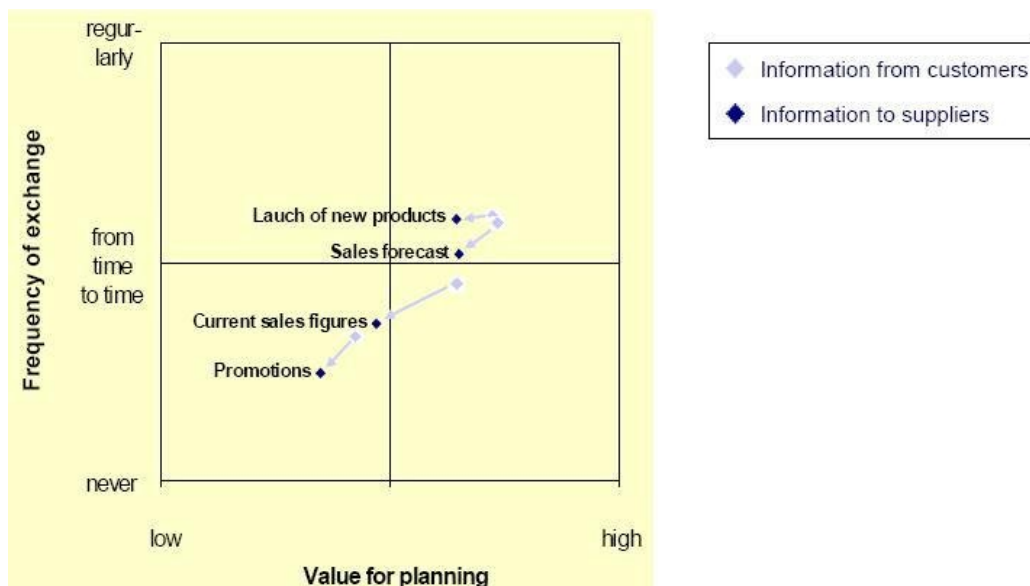 regur-
larly
Information from customers
Information to suppliers
Frequency of exchange
Lauch of new products
from
time
to time
Sales forecast
Current sales figures
Promotions
never
low
high
Value for planning